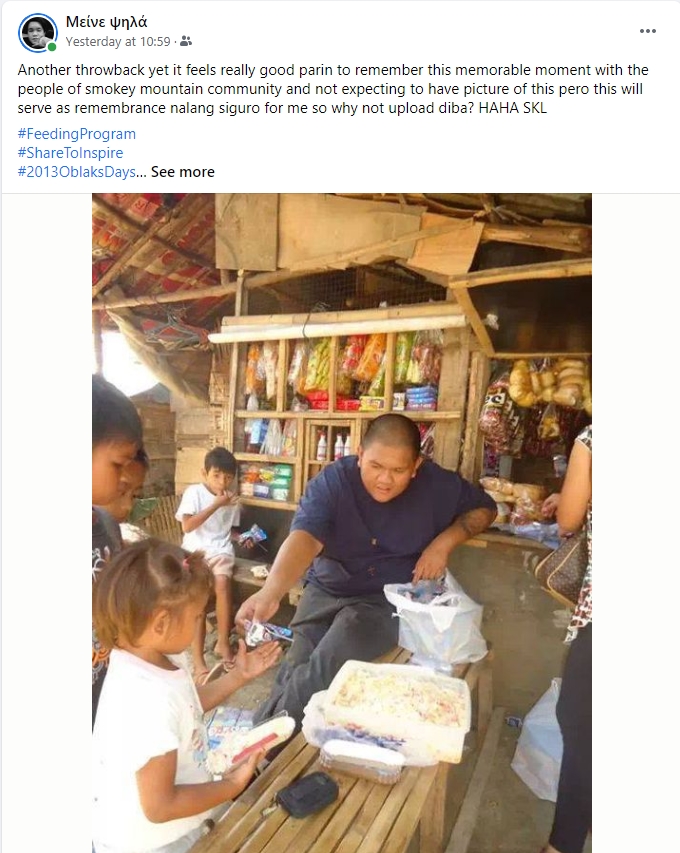 Μείνε ψηλά
Yesterday at 10:59 ·
Another throwback yet it feels really good parin to remember this memorable moment with the
people of smokey mountain community and not expecting to have picture of this pero this will
serve as remembrance nalang siguro for me so why not upload diba? HAHA SKL
#FeedingProgram
#ShareToInspire
#2013OblaksDays... See more